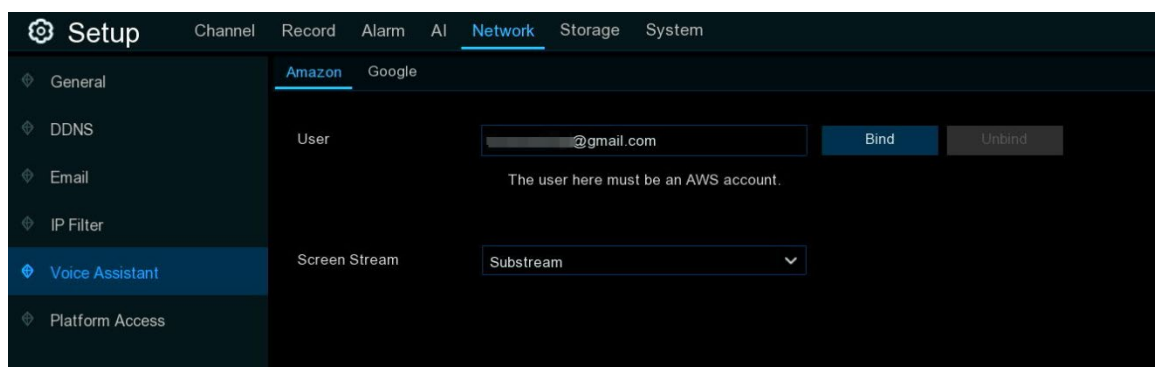 Setup Channel Record Alarm AI Network Storage System
General
DDNS
Email
IP Filter
Voice Assistant
Platform Access
Amazon Google
User @gmail.com Bind Unbind
The user here must be an AWS account.
Screen Stream Substream